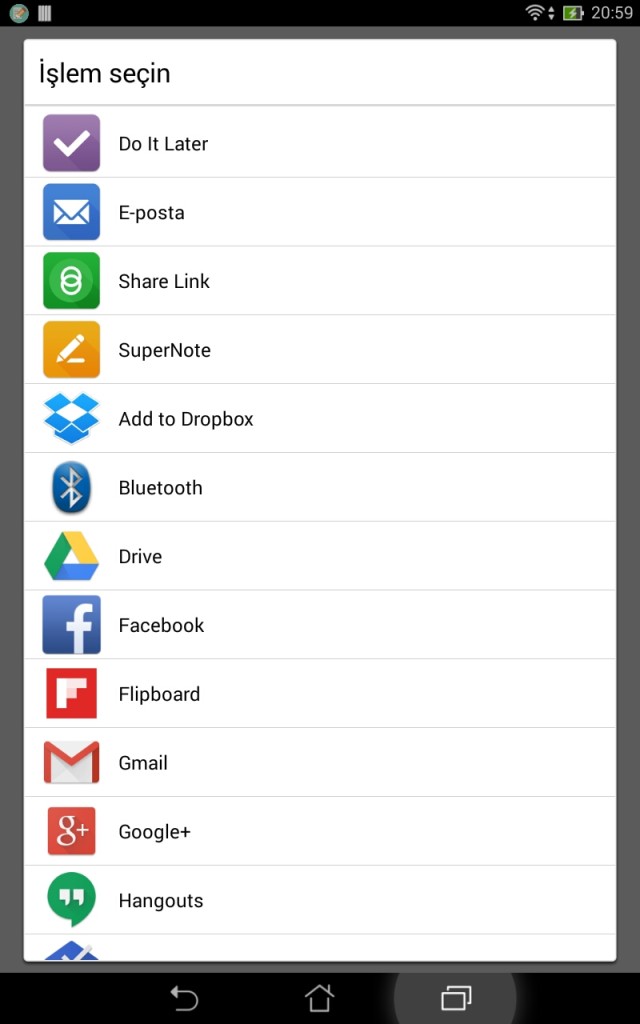 20:59
İşlem seçin
Do It Later
E-posta
Share Link
SuperNote
Add to Dropbox
Bluetooth
Drive
Facebook
Flipboard
Gmail
Google+
Hangouts